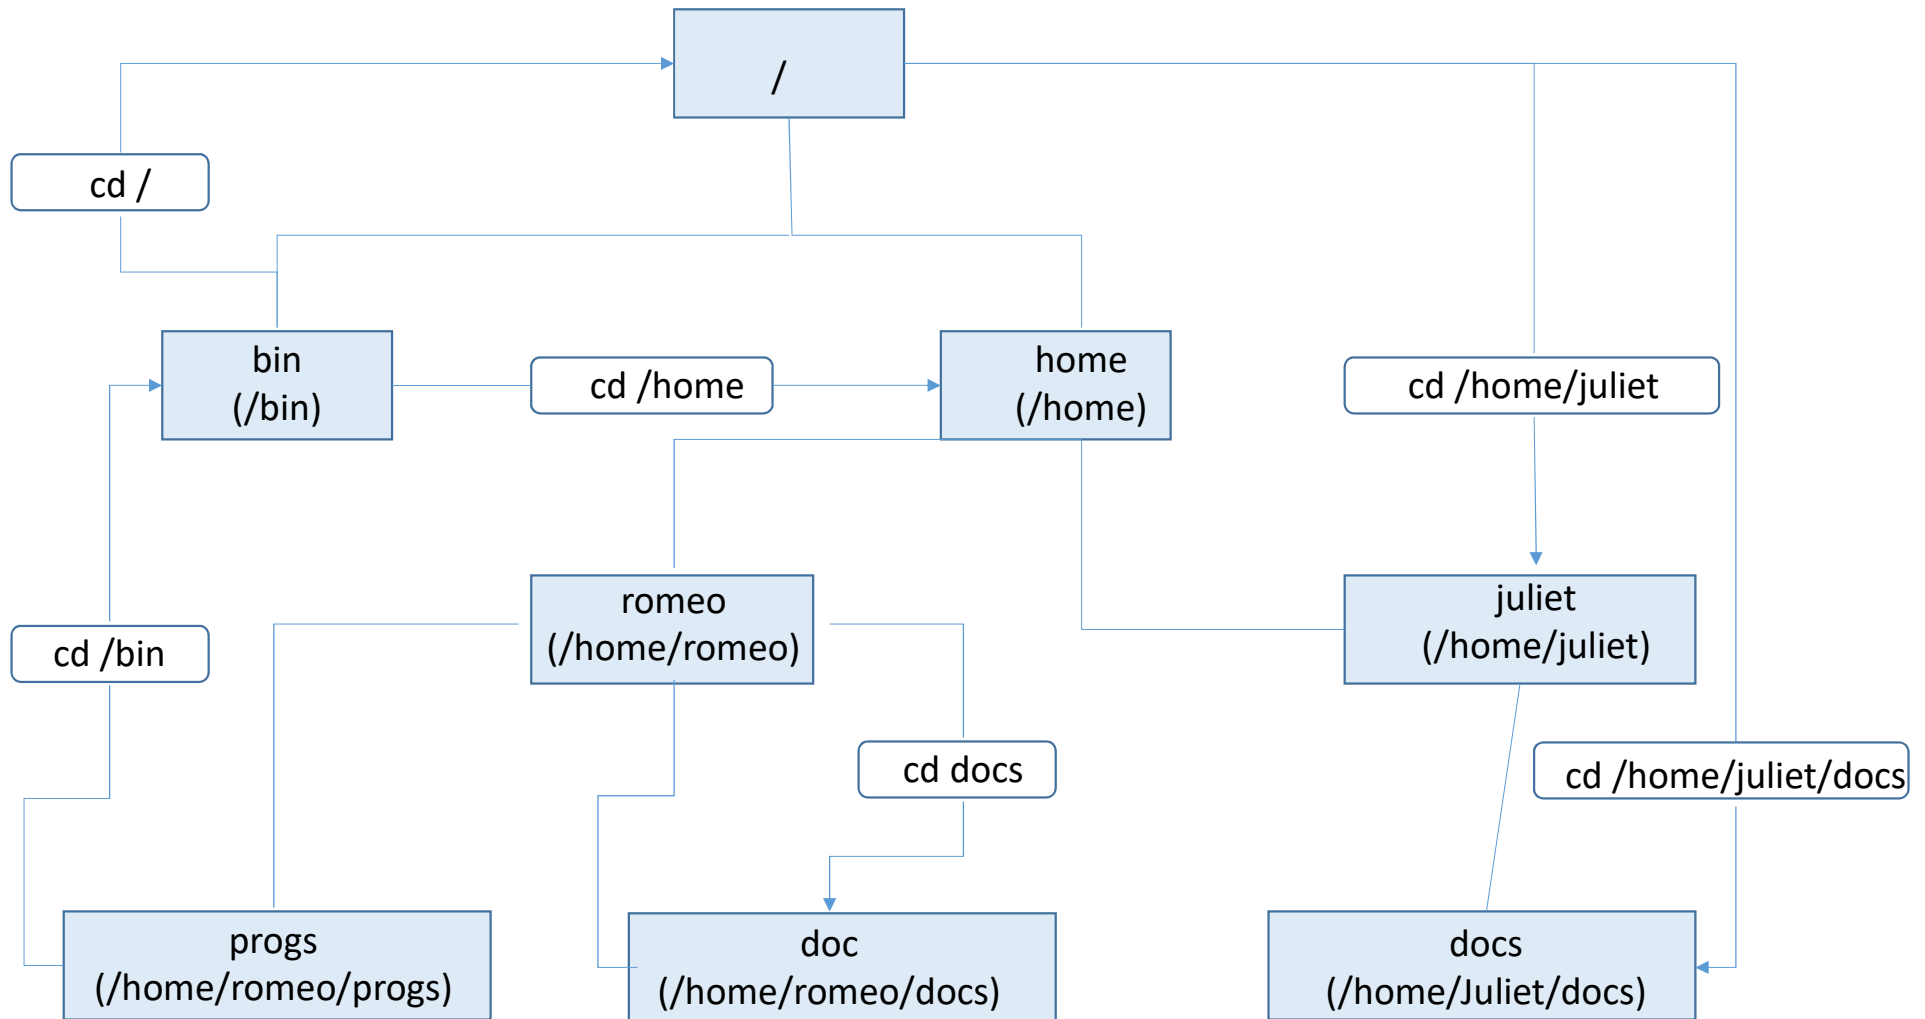 /
cd /
bin
(/bin)
cd /home
home
(/home)
cd /home/juliet
romeo
(/home/romeo)
juliet
(/home/juliet)
cd /bin
cd docs
cd /home/juliet/docs
progs
(/home/romeo/progs)
doc
(/home/romeo/docs)
docs
(/home/Juliet/docs)